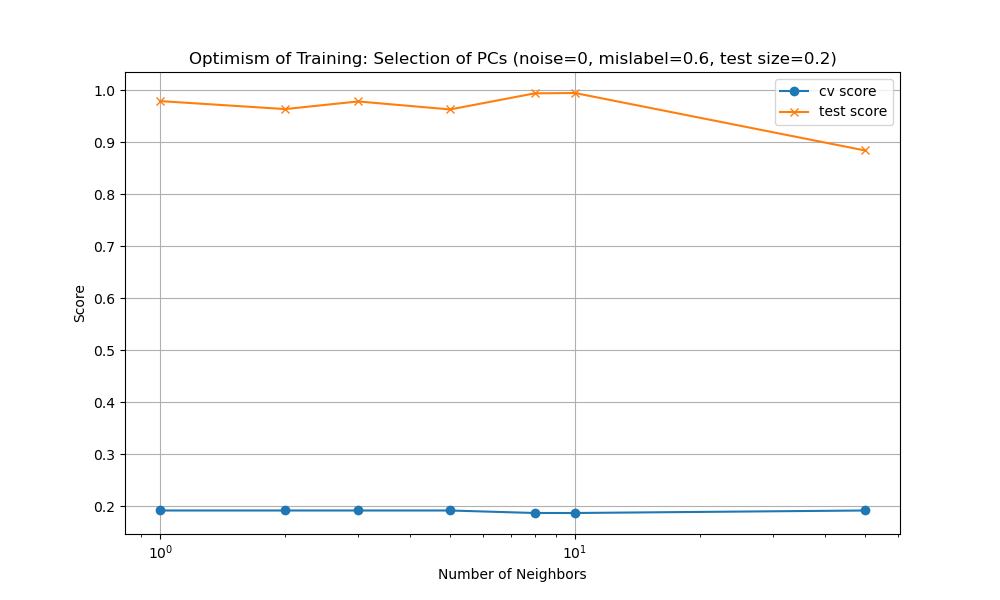 Optimism of Training: Selection of PCs (noise=0, mislabel=0.6, test size=0.2)
cv score
test score
1.0
0.9
0.8
0.7
0.6
0.5
0.4
0.3
0.2
Score
10⁰
10¹
Number of Neighbors